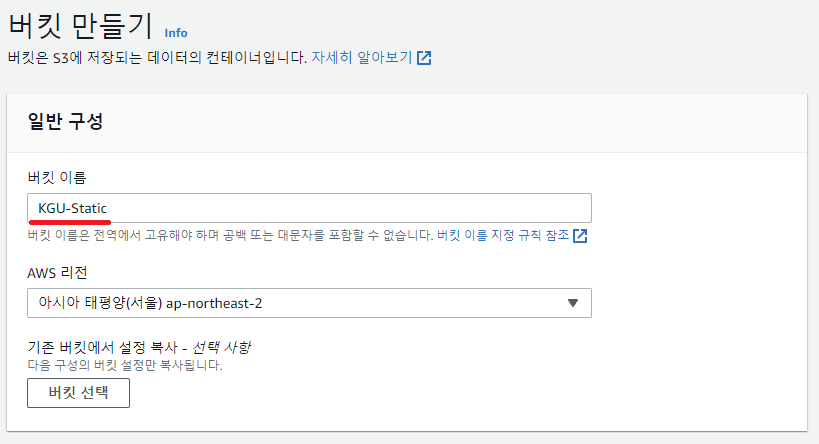 버킷 만들기 Info
버킷은 S3에 저장되는 데이터의 컨테이너입니다. 자세히 알아보기
일반 구성
버킷 이름
KGU-Static
버킷 이름은 전역에서 고유해야 하며 공백 또는 대문자를 포함할 수 없습니다. 버킷 이름 지정 규칙 참조
AWS 리전
아시아 태평양(서울) ap-northeast-2
기존 버킷에서 설정 복사 - 선택 사항
다음 구성의 버킷 설정만 복사됩니다.
버킷 선택